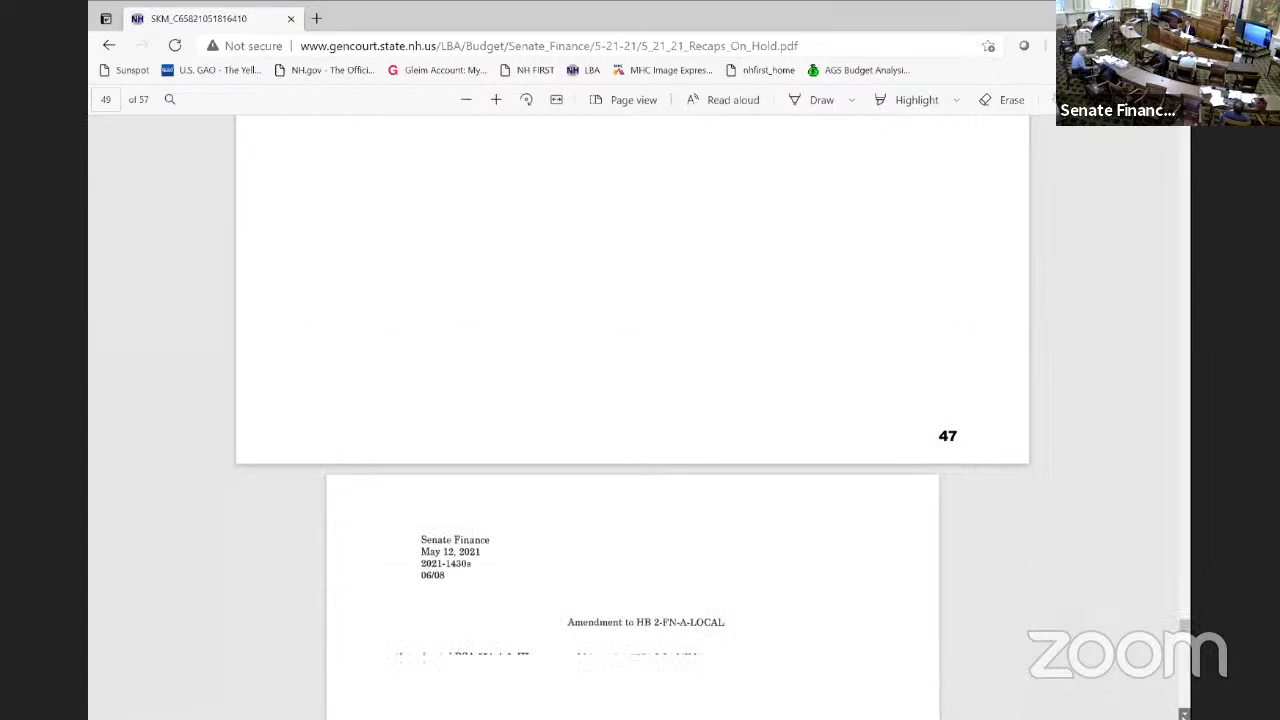 NH SKM_C65821051816410
Not secure | www.gencourt.state.nh.us/LBA/Budget/Senate_Finance/5-21-21/5_21_21_Recaps_On_Hold.pdf
Sunspot GAO U.S. GAO - The Yell... NH.gov - The Offici... G Gleim Account: My... NH FIRST NH LBA MHC Image Expres... nhfirst_home AGS Budget Analysi...
49 of 57 Page view Read aloud Draw Highlight Erase
Senate Financ...
47
Senate Finance
May 12, 2021
2021-1430s
06/08
Amendment to HB 2-FN-A-LOCAL
zoom